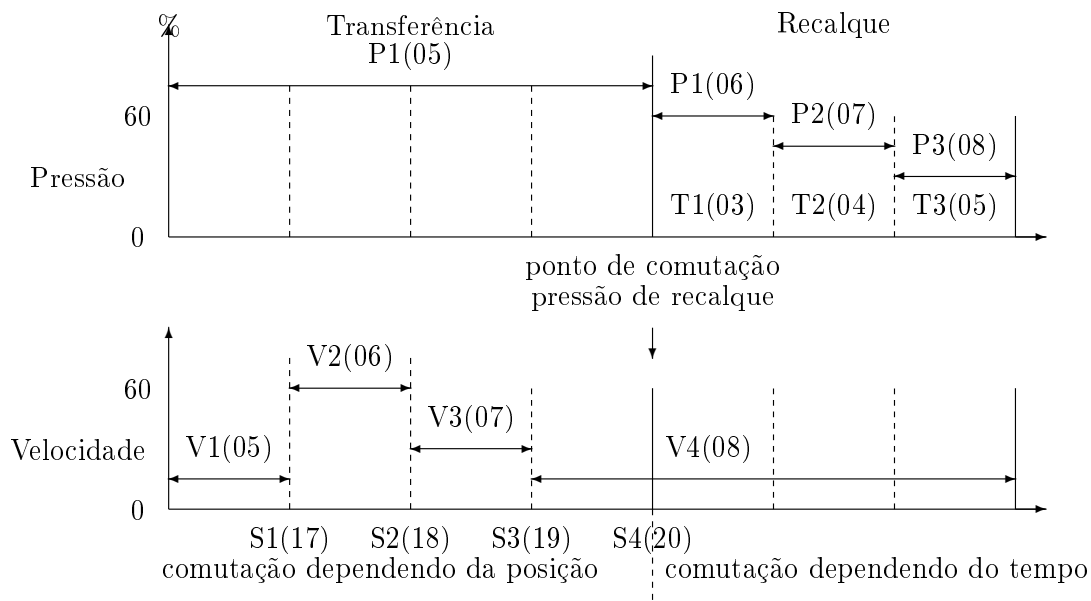 %
Transferência
Recalque
P1(05)
P1(06)
60
P2(07)
P3(08)
Pressão
T1(03) T2(04) T3(05)
0
ponto de comutação
pressão de recalque
V2(06)
60
V3(07)
Velocidade
V1(05)
V4(08)
0
S1(17) S2(18) S3(19) S4(20)
comutação dependendo da posição
comutação dependendo do tempo